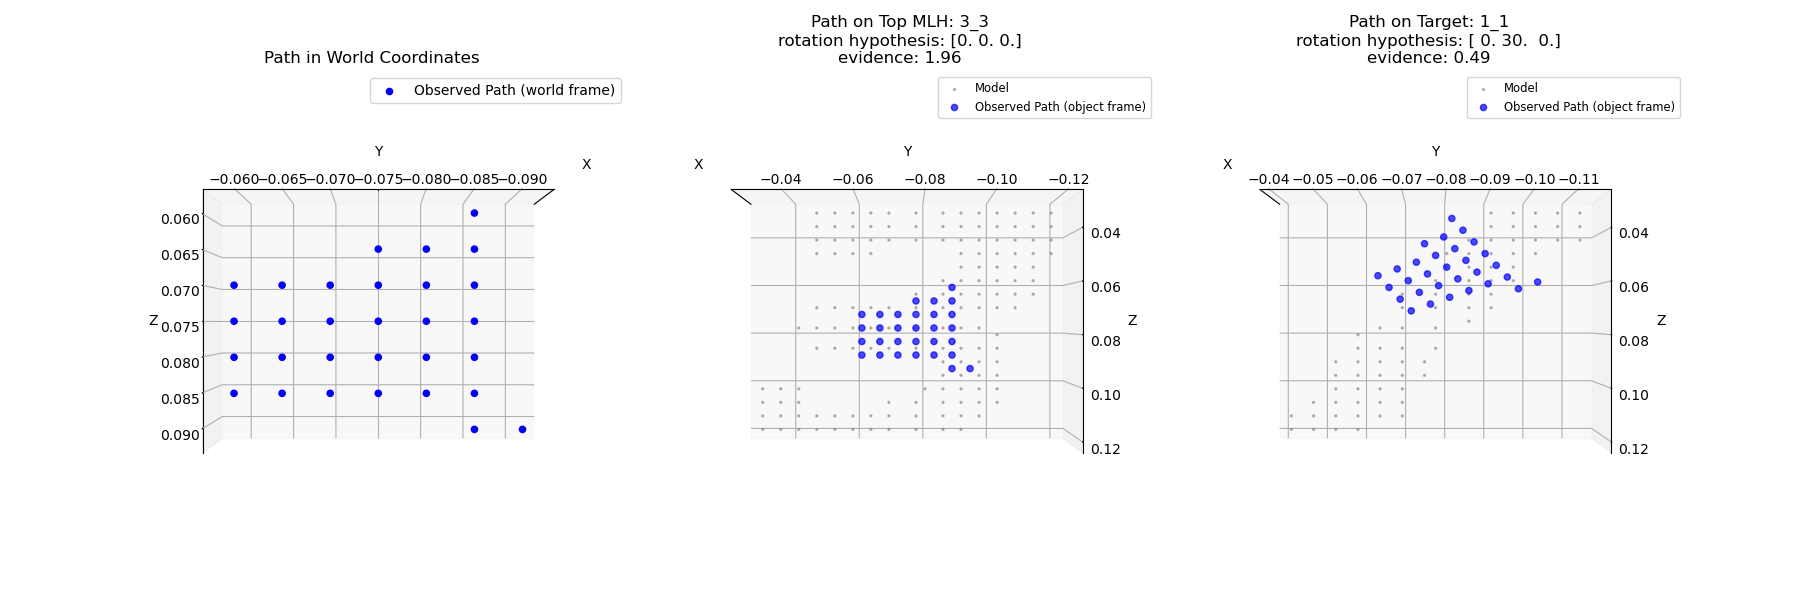 Path in World Coordinates
Observed Path (world frame)
Y
X
−0.060 −0.065 −0.070 −0.075 −0.080 −0.085 −0.090
0.060
0.065
0.070
Z
0.075
0.080
0.085
0.090
Path on Top MLH: 3_3
rotation hypothesis: [0. 0. 0.]
evidence: 1.96
Model
Observed Path (object frame)
Y
X
−0.04 −0.06 −0.08 −0.10 −0.12
0.04
0.06
Z
0.08
0.10
0.12
Path on Target: 1_1
rotation hypothesis: [ 0. 30.  0.]
evidence: 0.49
Model
Observed Path (object frame)
Y
X
−0.04 −0.05 −0.06 −0.07 −0.08 −0.09 −0.10 −0.11
0.04
0.06
Z
0.08
0.10
0.12